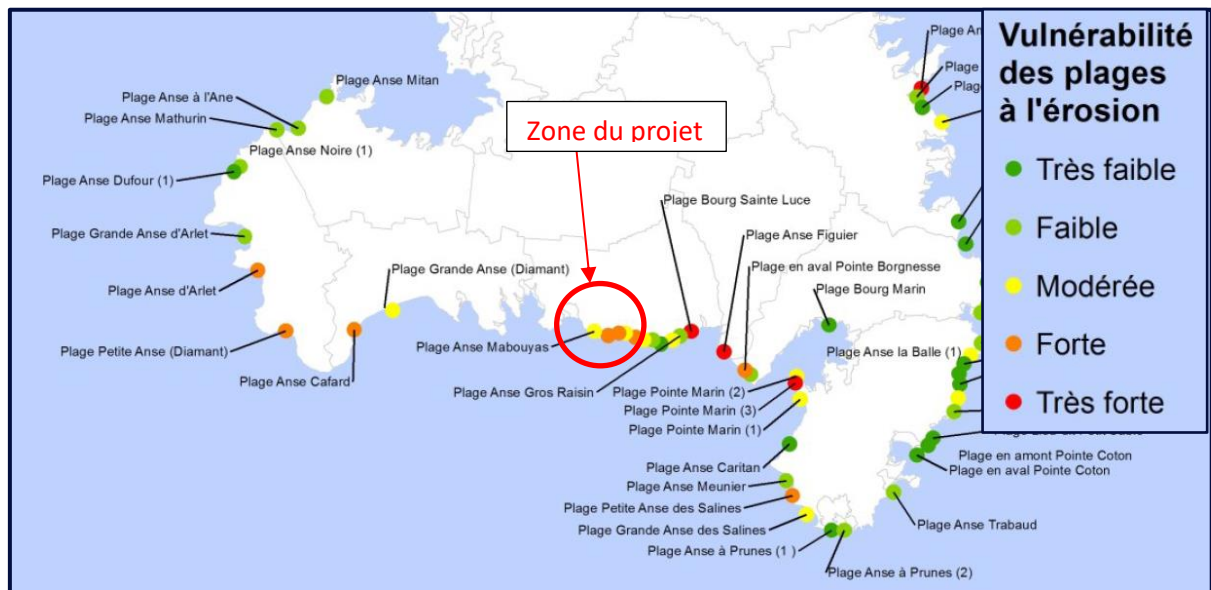 Vulnérabilité
des plages
à l'érosion
Très faible
Faible
Modérée
Forte
Très forte
Zone du projet
Plage An
Plage
Plage Anse Mitan
Plage Anse à l'Ane
Plage Anse Mathurin
Plage Anse Noire (1)
Plage Anse Dufour (1)
Plage Grande Anse d'Arlet
Plage Anse d'Arlet
Plage Petite Anse (Diamant)
Plage Anse Cafard
Plage Grande Anse (Diamant)
Plage Anse Mabouyas
Plage Anse Gros Raisin
Plage Bourg Sainte Luce
Plage Anse Figuier
Plage en aval Pointe Borgnesse
Plage Bourg Marin
Plage Anse la Balle (1)
Plage Pointe Marin (2)
Plage Pointe Marin (3)
Plage Pointe Marin (1)
Plage Anse Caritan
Plage Anse Meunier
Plage Petite Anse des Salines
Plage Grande Anse des Salines
Plage Anse à Prunes (1 )
Plage Anse à Prunes (2)
Plage Anse Trabaud
Plage en amont Pointe Coton
Plage en aval Pointe Coton